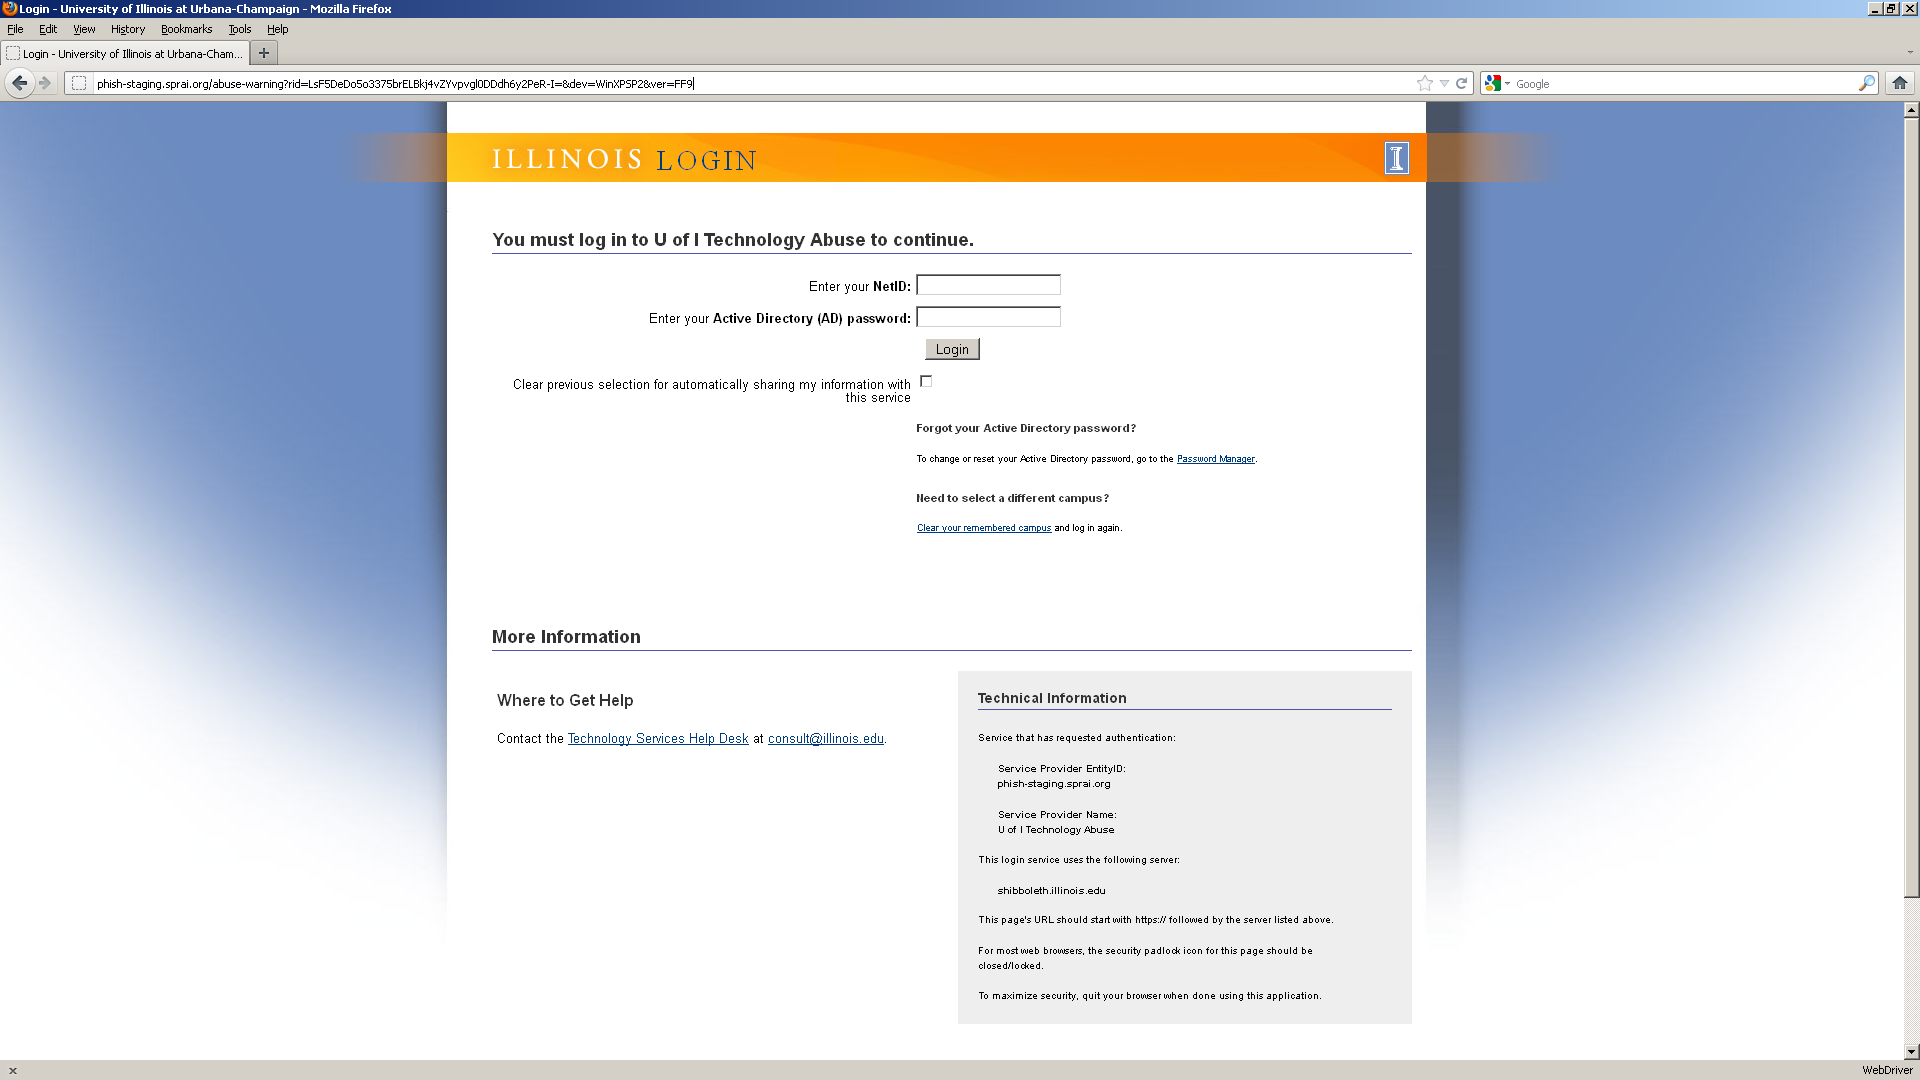 Login - University of Illinois at Urbana-Champaign - Mozilla Firefox
File Edit View History Bookmarks Tools Help
Login - University of Illinois at Urbana-Cham...
phish-staging.sprai.org/abuse-warning?rid=LsF5DeDo5o3375brELBkj4vZYvpvgl0DDdh6y2PeR-I=&dev=WinXPSP2&ver=FF9
Google
ILLINOIS LOGIN
I
You must log in to U of I Technology Abuse to continue.
Enter your NetID:
Enter your Active Directory (AD) password:
Login
Clear previous selection for automatically sharing my information with
this service
Forgot your Active Directory password?
To change or reset your Active Directory password, go to the Password Manager.
Need to select a different campus?
Clear your remembered campus and log in again.
More Information
Where to Get Help
Contact the Technology Services Help Desk at consult@illinois.edu.
Technical Information
Service that has requested authentication:
Service Provider EntityID:
phish-staging.sprai.org
Service Provider Name:
U of I Technology Abuse
This login service uses the following server:
shibboleth.illinois.edu
This page's URL should start with https:// followed by the server listed above.
For most web browsers, the security padlock icon for this page should be
closed/locked.
To maximize security, quit your browser when done using this application.
WebDriver